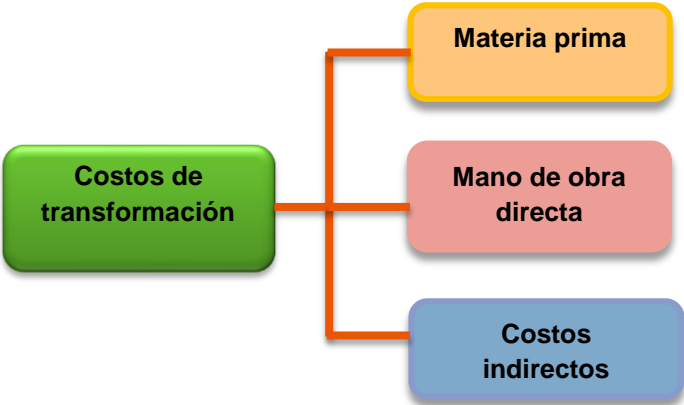 Materia prima
Costos de
transformación
Mano de obra
directa
Costos
indirectos